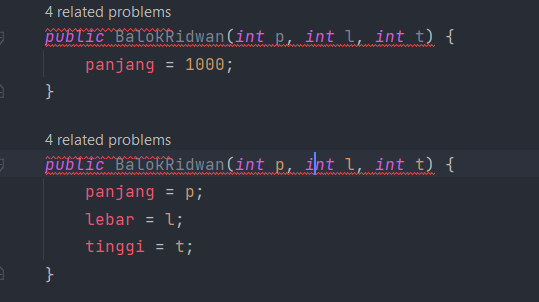 4 related problems
public BalokRidwan(int p, int l, int t) {
panjang = 1000;
}
4 related problems
public BalokRidwan(int p, int l, int t) {
panjang = p;
lebar = l;
tinggi = t;
}